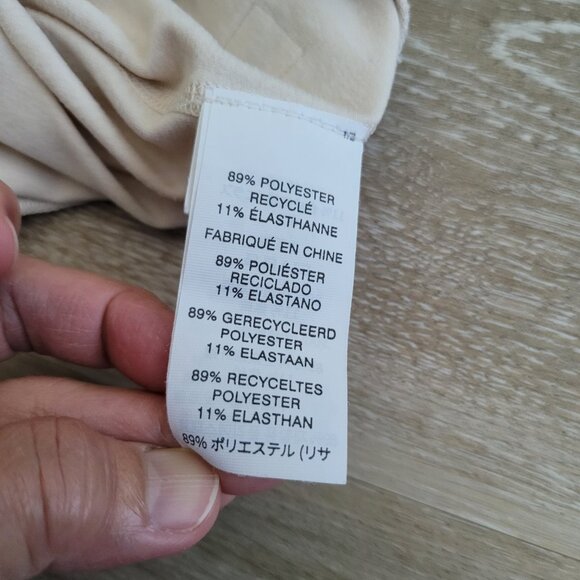 89% POLYESTER
RECYCLÉ
11% ÉLASTHANNE
FABRIQUÉ EN CHINE
89% POLIÉSTER
RECICLADO
11% ELASTANO
89% GERECYCLEERD
POLYESTER
11% ELASTAAN
89% RECYCELTES
POLYESTER
11% ELASTHAN
89% ポリエステル (リサ